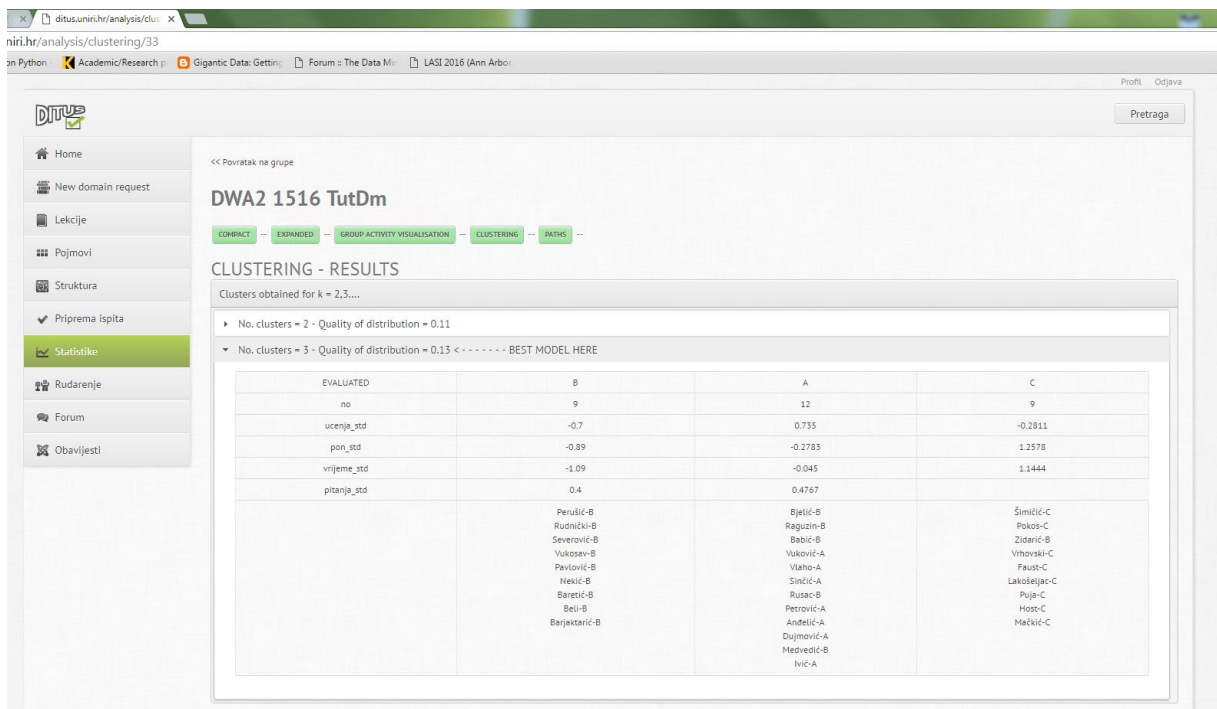 ditus.uniri.hr/analysis/clus
niri.hr/analysis/clustering/33
on Python
Academic/Research p
Gigantic Data: Getting
Forum :: The Data Mi
LASI 2016 (Ann Arbor,
Profil Odjava
DITUS
Pretraga
Home
New domain request
Lekcije
Pojmovi
Struktura
Priprema ispita
Statistike
Rudarenje
Forum
Obavijesti
<< Povratak na grupe
DWA2 1516 TutDm
COMPACT -- EXPANDED -- GROUP ACTIVITY VISUALISATION -- CLUSTERING -- PATHS --
CLUSTERING - RESULTS
Clusters obtained for k = 2,3....
No. clusters = 2 - Quality of distribution = 0.11
No. clusters = 3 - Quality of distribution = 0.13 < - - - - - - - BEST MODEL HERE
EVALUATED B A C
no 9 12 9
ucenja_std -0.7 0.735 -0.2811
pon_std -0.89 -0.2783 1.2578
vrijeme_std -1.09 -0.045 1.1444
pitanja_std 0.4 0.4767
Perušić-B Bjelić-B Šimičić-C
Rudnički-B Raguzin-B Pokos-C
Severović-B Babić-B Zidarić-B
Vukosav-B Vuković-A Vrhovski-C
Pavlović-B Vlaho-A Faust-C
Nekić-B Sinčić-A Lakošeljac-C
Baretić-B Rusac-B Puja-C
Beli-B Petrović-A Host-C
Barjaktarić-B Anđelić-A Mačkić-C
Dujmović-A
Medvedić-B
Ivić-A